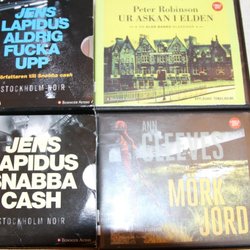 JENS
LAPIDUS
ALDRIG
FUCKA
UPP
författaren till Snabba cash
STOCKHOLM NOIR
BONNIER AUDIO
Peter Robinson
UR ASKAN I ELDEN
JENS
LAPIDUS
SNABBA
CASH
STOCKHOLM NOIR
BONNIER AUDIO
ANN
CLEEVES
MÖRK
JORD